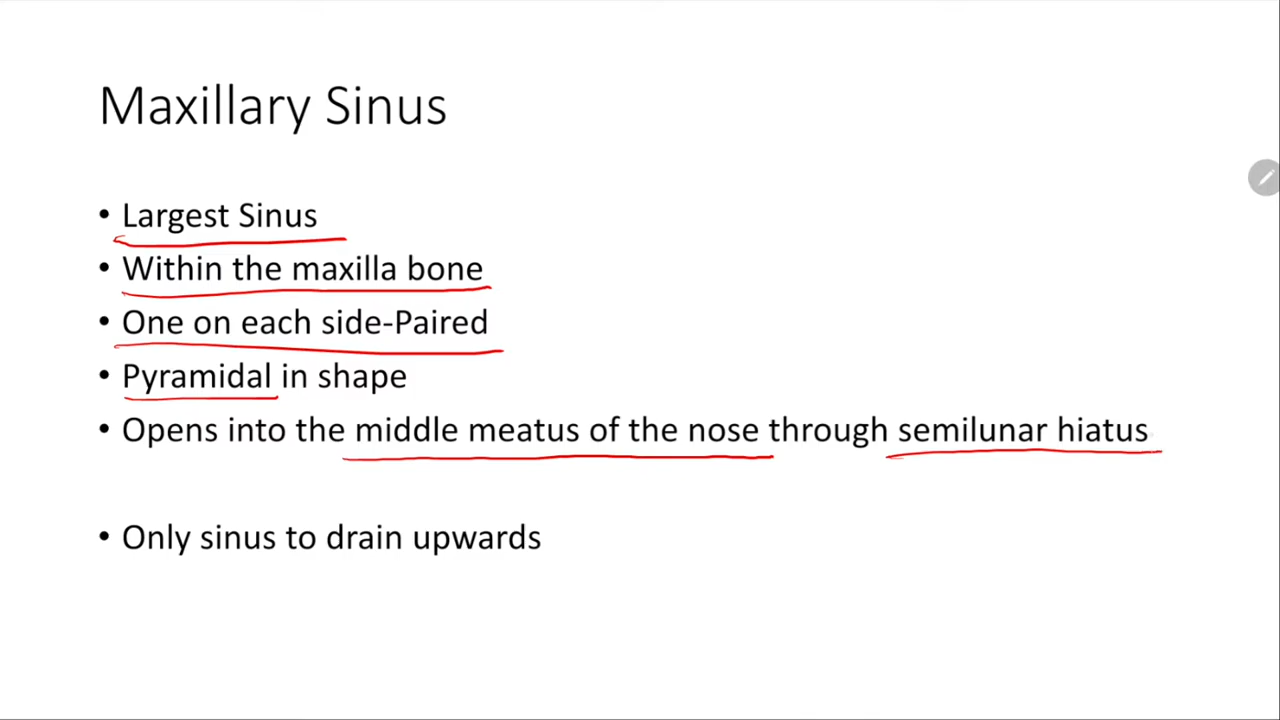 Maxillary Sinus
• Largest Sinus
• Within the maxilla bone
• One on each side-Paired
• Pyramidal in shape
• Opens into the middle meatus of the nose through semilunar hiatus
• Only sinus to drain upwards